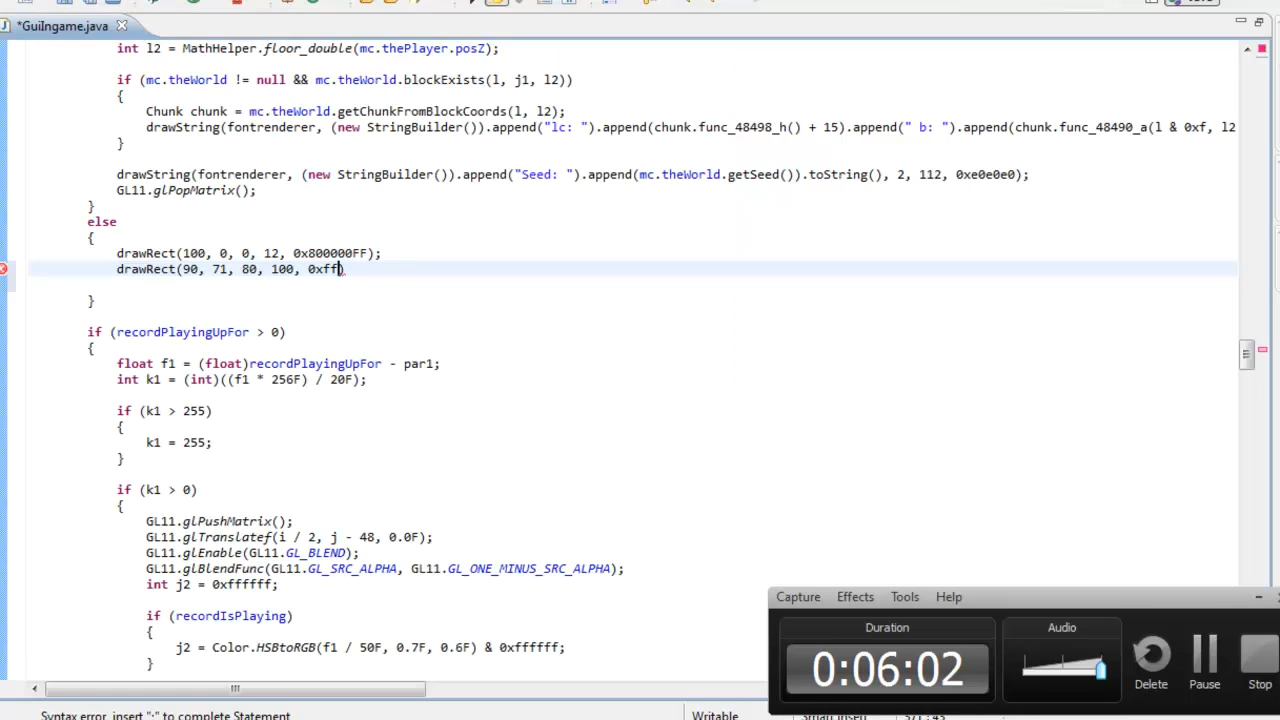 *GuiIngame.java
int l2 = MathHelper.floor_double(mc.thePlayer.posZ);
if (mc.theWorld != null && mc.theWorld.blockExists(l, j1, l2))
{
Chunk chunk = mc.theWorld.getChunkFromBlockCoords(l, l2);
drawString(fontrenderer, (new StringBuilder()).append("lc: ").append(chunk.func_48498_h() + 15).append(" b: ").append(chunk.func_48490_a(l & 0xf, l2
}
drawString(fontrenderer, (new StringBuilder()).append("Seed: ").append(mc.theWorld.getSeed()).toString(), 2, 112, 0xe0e0e0);
GL11.glPopMatrix();
}
else
{
drawRect(100, 0, 0, 12, 0x800000FF);
drawRect(90, 71, 80, 100, 0xff)
}
if (recordPlayingUpFor > 0)
{
float f1 = (float)recordPlayingUpFor - par1;
int k1 = (int)((f1 * 256F) / 20F);
if (k1 > 255)
{
k1 = 255;
}
if (k1 > 0)
{
GL11.glPushMatrix();
GL11.glTranslatef(i / 2, j - 48, 0.0F);
GL11.glEnable(GL11.GL_BLEND);
GL11.glBlendFunc(GL11.GL_SRC_ALPHA, GL11.GL_ONE_MINUS_SRC_ALPHA);
int j2 = 0xffffff;
if (recordIsPlaying)
{
j2 = Color.HSBtoRGB(f1 / 50F, 0.7F, 0.6F) & 0xffffff;
}
Capture Effects Tools Help
Duration
Audio
0:06:02
Delete Pause Stop
Syntax error, insert ";" to complete Statement
Writable